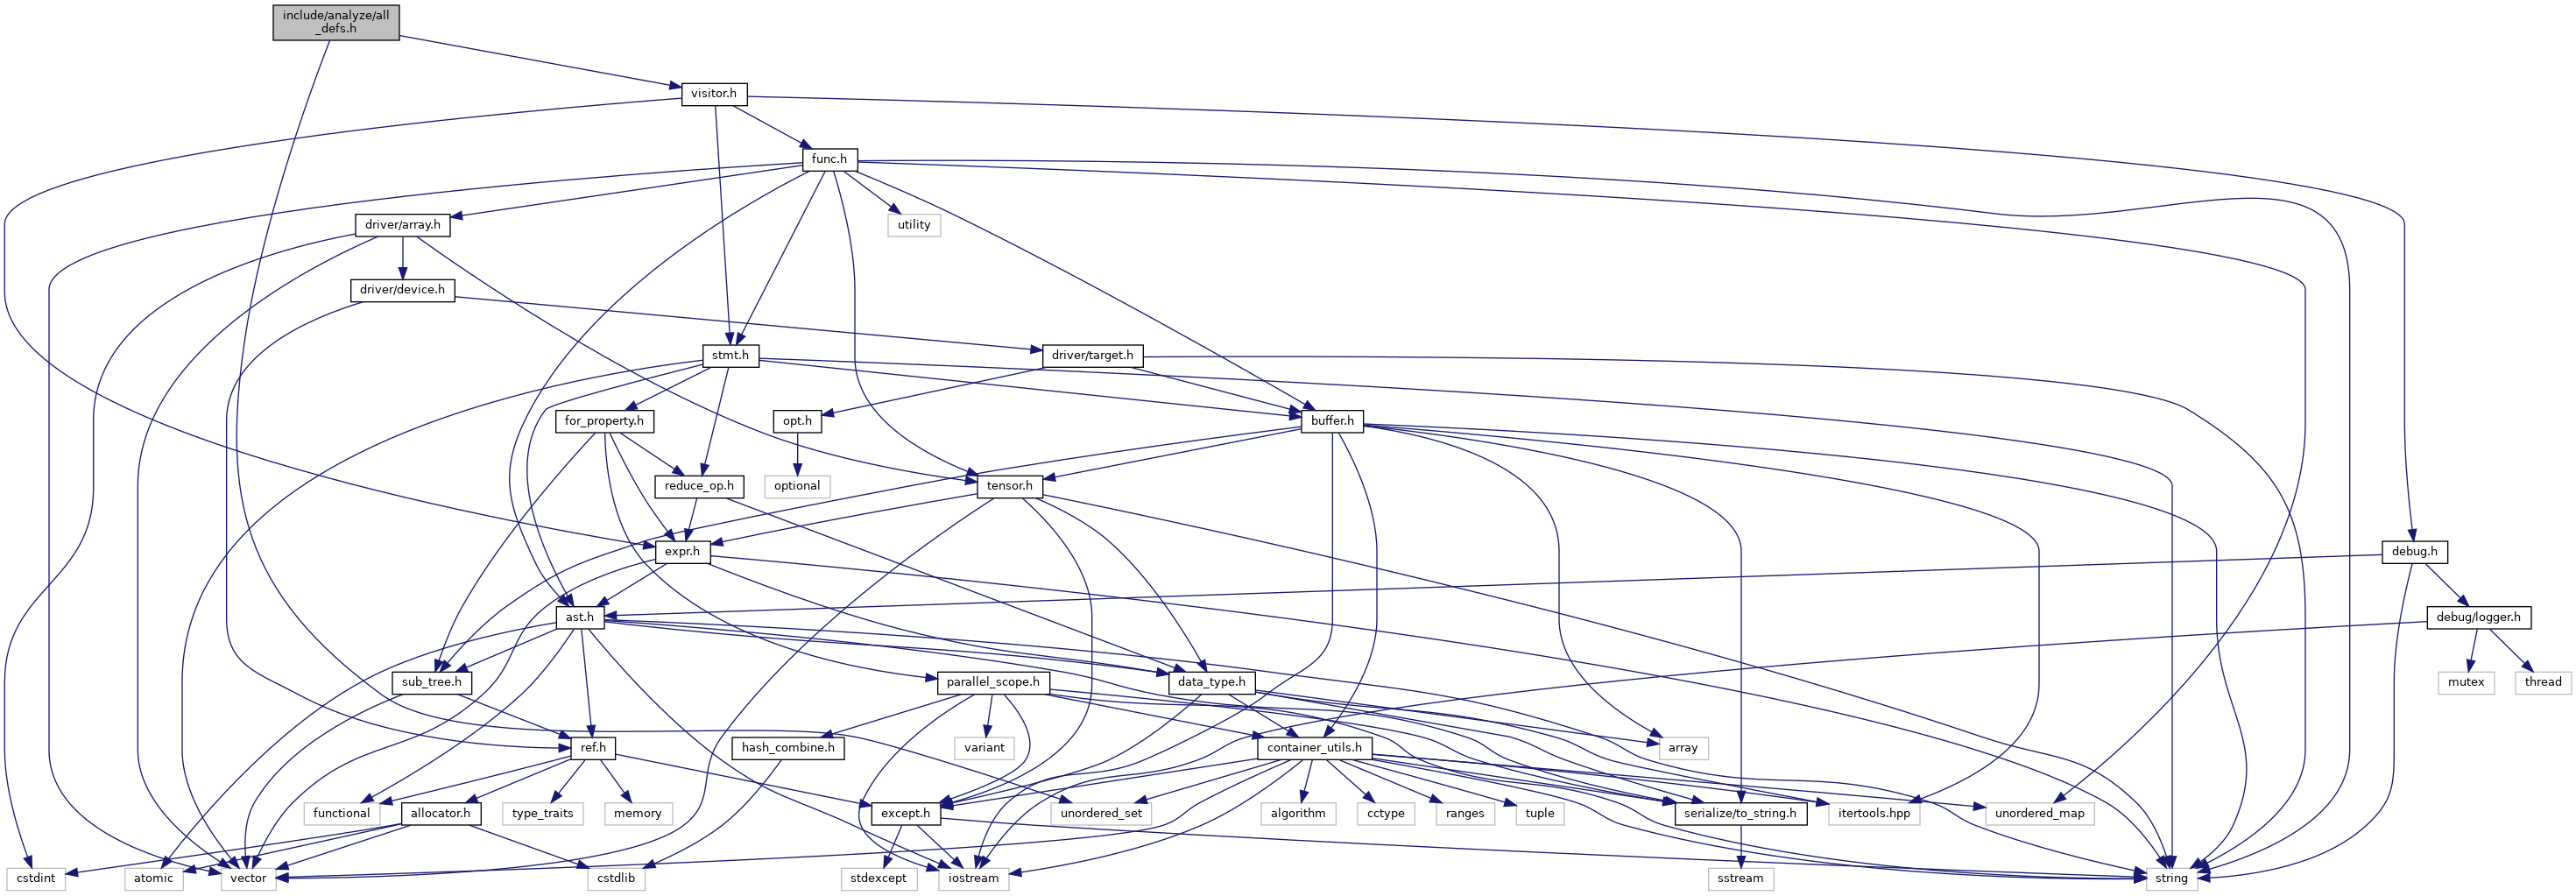 include/analyze/all
_defs.h
visitor.h
func.h
driver/array.h
utility
driver/device.h
stmt.h
driver/target.h
for_property.h
opt.h
buffer.h
reduce_op.h
optional
tensor.h
expr.h
debug.h
ast.h
debug/logger.h
sub_tree.h
parallel_scope.h
data_type.h
mutex
thread
ref.h
hash_combine.h
variant
container_utils.h
array
functional
allocator.h
type_traits
memory
except.h
unordered_set
algorithm
cctype
ranges
tuple
serialize/to_string.h
itertools.hpp
unordered_map
cstdint
atomic
vector
cstdlib
stdexcept
iostream
sstream
string